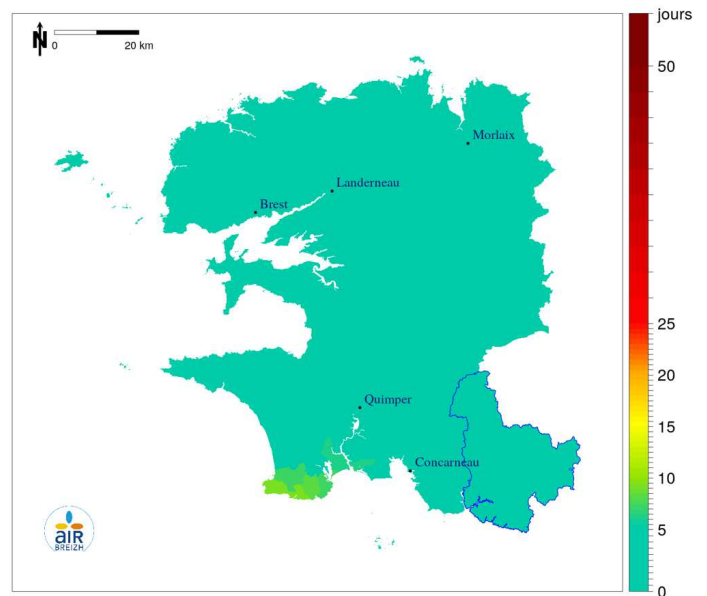 jours
N
0 20 km
50
Morlaix
Landerneau
Brest
25
20
Quimper
15
Concarneau
10
aiR
BREIZH
5
0